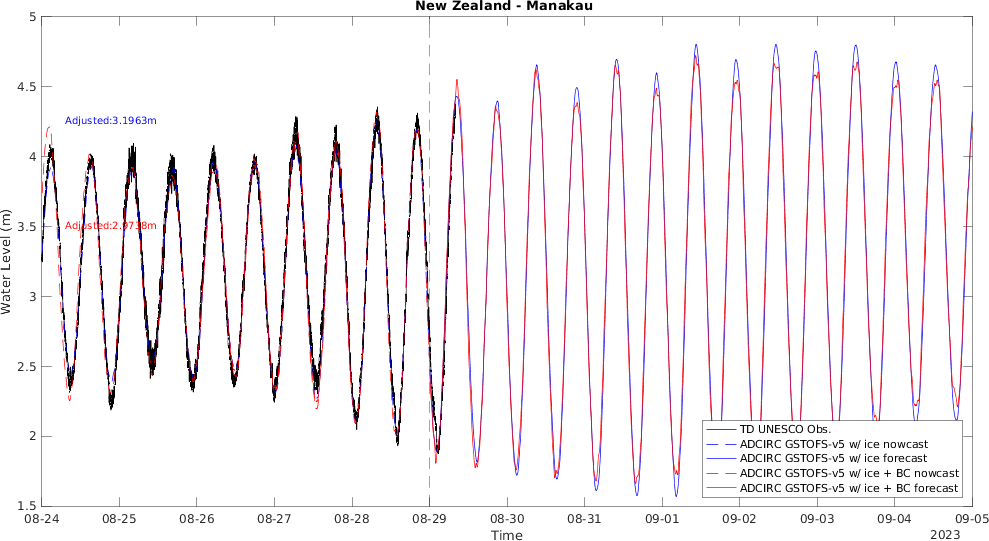 New Zealand - Manakau
5
4.5
4
3.5
3
2.5
2
1.5
Water Level (m)
Adjusted:3.1963m
Adjusted:2.9738m
TD UNESCO Obs.
ADCIRC GSTOFS-v5 w/ ice nowcast
ADCIRC GSTOFS-v5 w/ ice forecast
ADCIRC GSTOFS-v5 w/ ice + BC nowcast
ADCIRC GSTOFS-v5 w/ ice + BC forecast
08-24 08-25 08-26 08-27 08-28 08-29 08-30 08-31 09-01 09-02 09-03 09-04 09-05
Time
2023